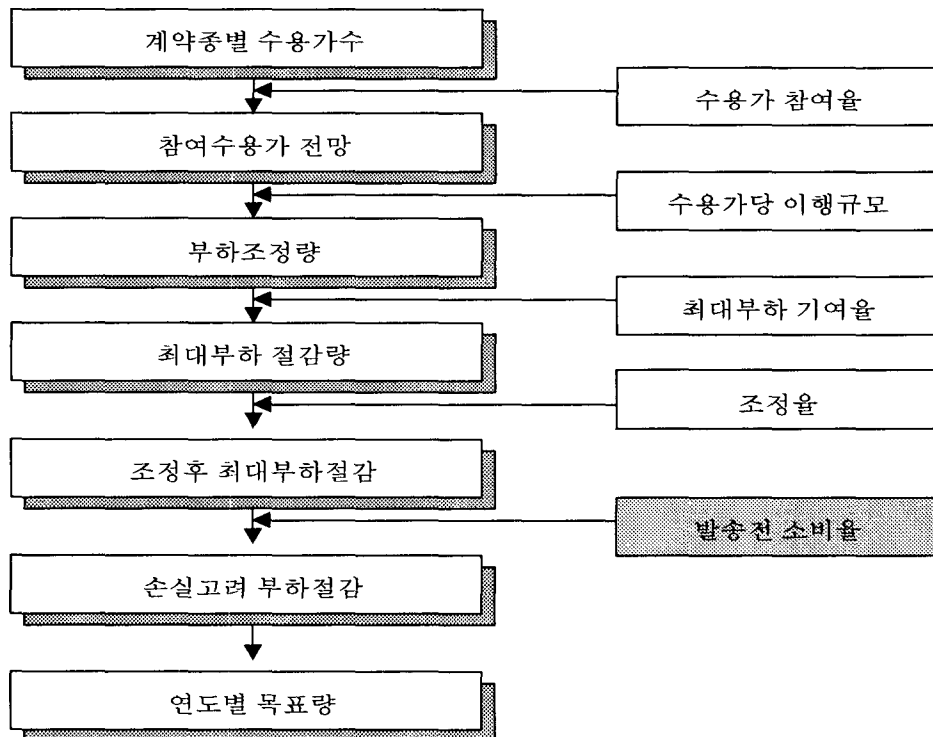 계약종별 수용가수
수용가 참여율
참여수용가 전망
수용가당 이행규모
부하조정량
최대부하 기여율
최대부하 절감량
조정율
조정후 최대부하절감
발송전 소비율
손실고려 부하절감
연도별 목표량